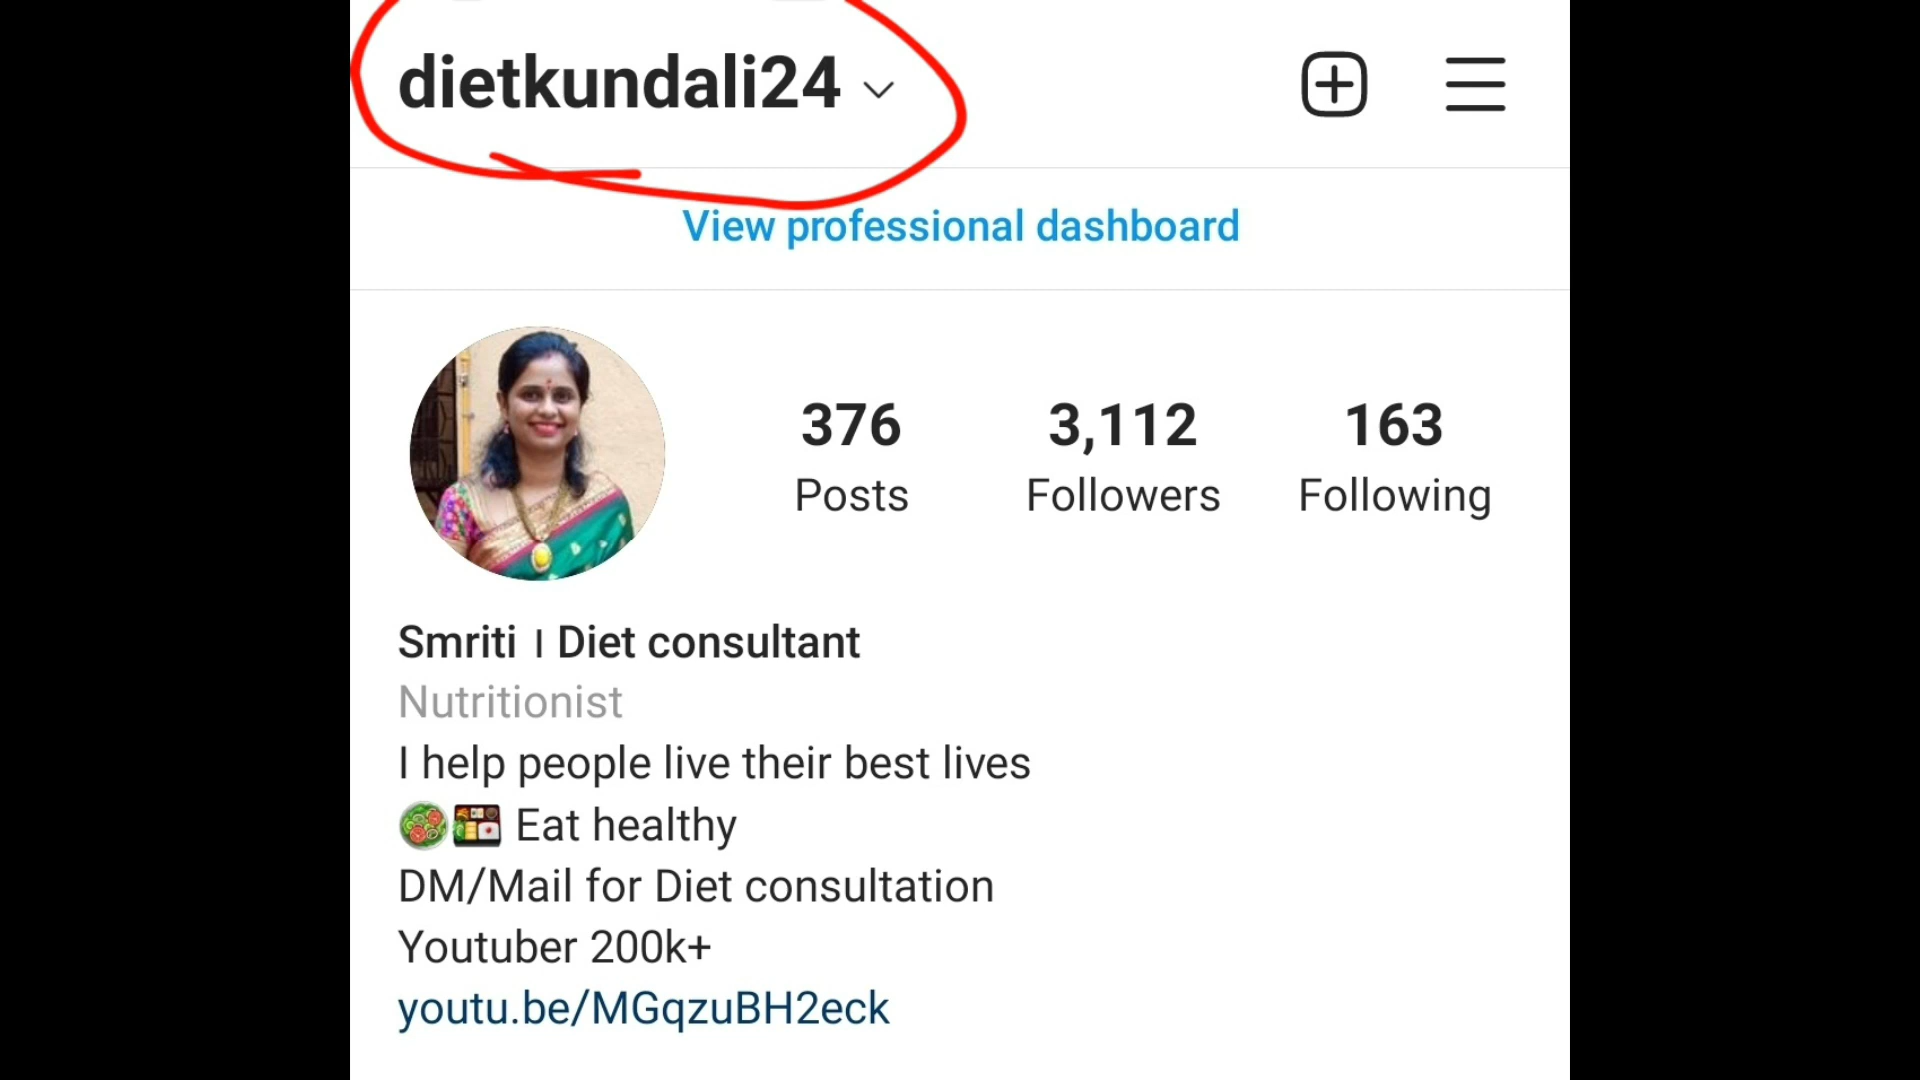 dietkundali24
View professional dashboard
376 3,112 163
Posts Followers Following
Smriti | Diet consultant
Nutritionist
I help people live their best lives
🥗🍱 Eat healthy
DM/Mail for Diet consultation
Youtuber 200k+
youtu.be/MGqzuBH2eck